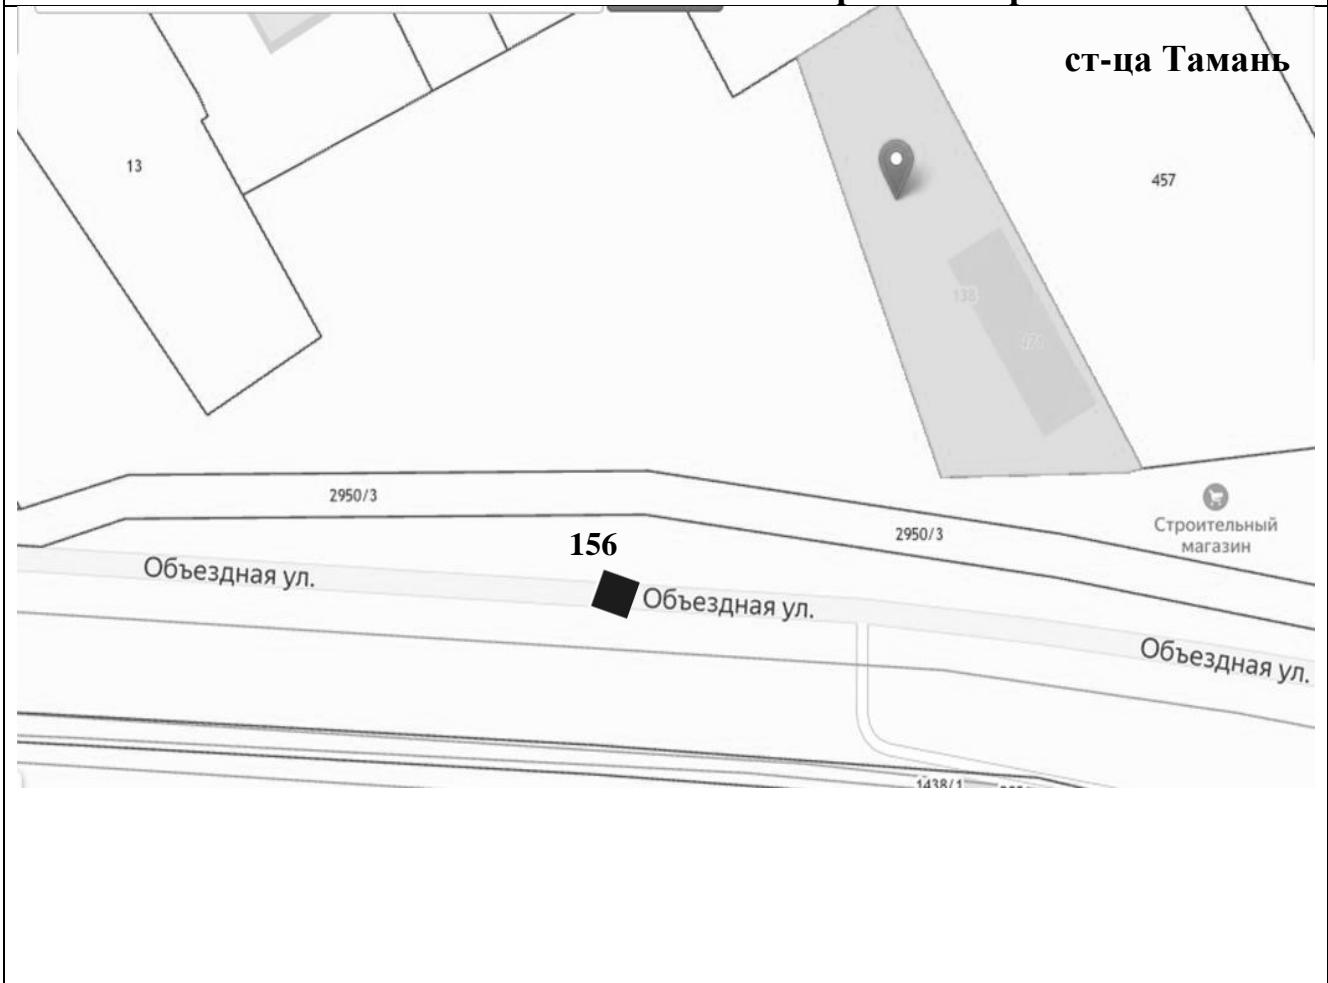 ст-ца Тамань
13
457
138
2950/3
2950/3
Строительный
магазин
156
Объездная ул.
Объездная ул.
Объездная ул.
1438/1